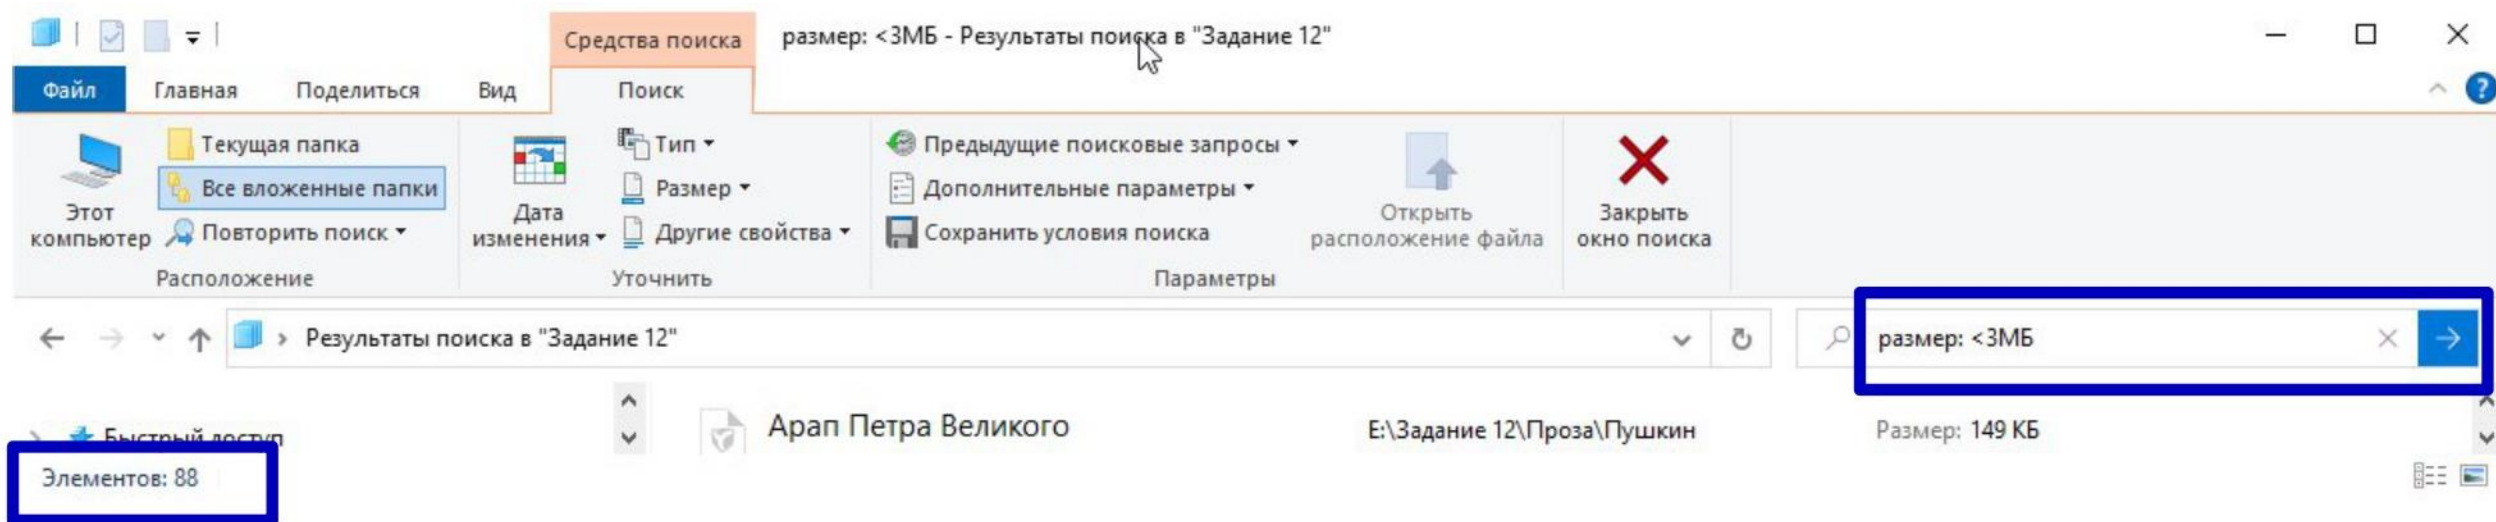 Средства поиска
размер: <3МБ - Результаты поиска в "Задание 12"
Файл
Главная
Поделиться
Вид
Поиск
Этот
компьютер
Текущая папка
Все вложенные папки
Повторить поиск
Расположение
Дата
изменения
Тип
Размер
Другие свойства
Уточнить
Предыдущие поисковые запросы
Дополнительные параметры
Сохранить условия поиска
Открыть
расположение файла
Параметры
Закрыть
окно поиска
Результаты поиска в "Задание 12"
размер: <3МБ
Быстрый доступ
Арап Петра Великого
E:\Задание 12\Проза\Пушкин
Размер: 149 КБ
Элементов: 88